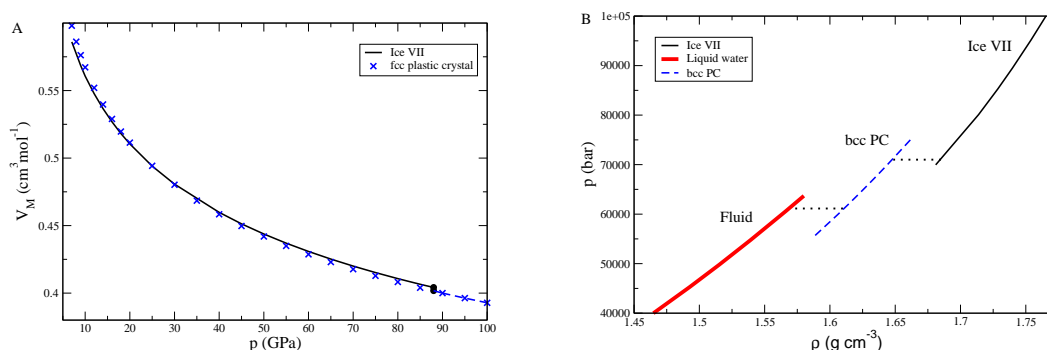 A
Ice VII
fcc plastic crystal
V_M (cm^3 mol^-1)
0.55
0.5
0.45
0.4
10 20 30 40 50 60 70 80 90 100
p (GPa)
B
Ice VII
Liquid water
bcc PC
Ice VII
bcc PC
Fluid
p (bar)
1e+05
90000
80000
70000
60000
50000
40000
1.45 1.5 1.55 1.6 1.65 1.7 1.75
ρ (g cm^-3)